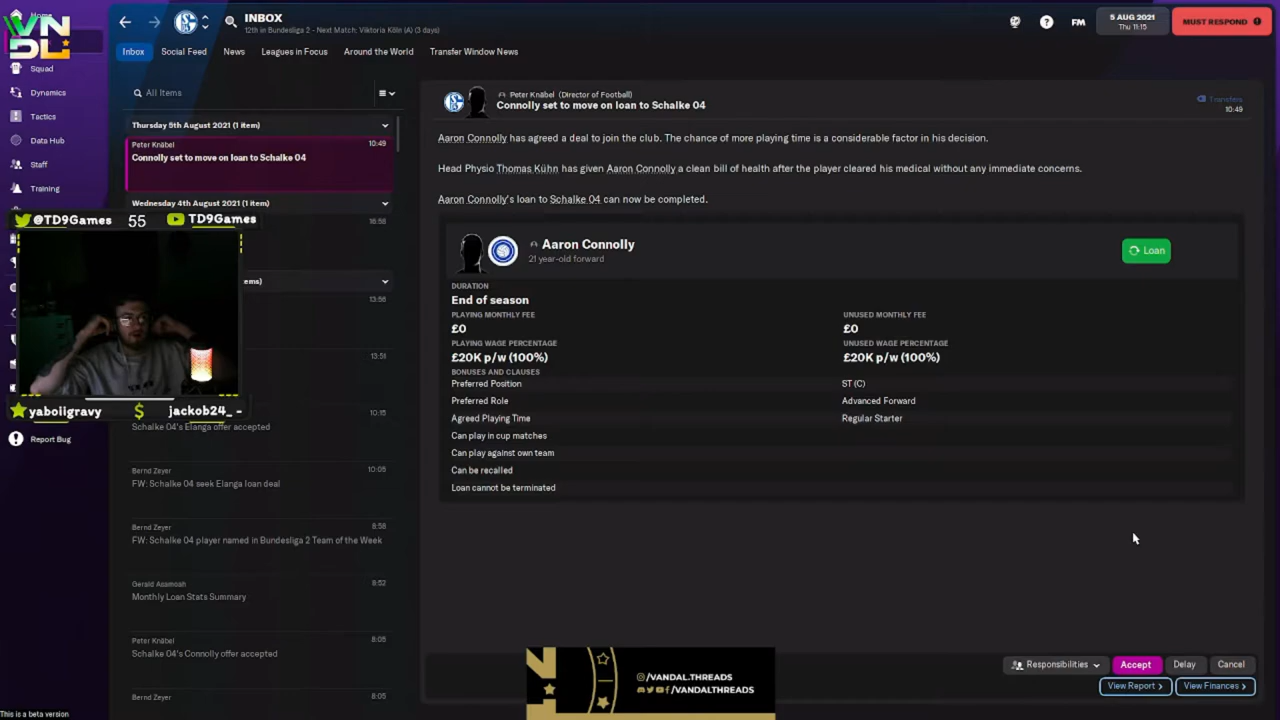 Home
VNDL
INBOX
12th in Bundesliga 2 - Next Match: Viktoria Köln (A) (3 days)
FM
5 AUG 2021
Thu 11:15
MUST RESPOND
Inbox
Social Feed
News
Leagues in Focus
Around the World
Transfer Window News
Squad
Dynamics
Tactics
Data Hub
Staff
Training
Report Bug
This is a beta version
@TD9Games
55
TD9Games
yaboiigravy
$
jackob24_ -
All Items
Thursday 5th August 2021 (1 item)
Peter Knäbel
10:49
Connolly set to move on loan to Schalke 04
Wednesday 4th August 2021 (1 item)
16:58
ems)
13:56
13:51
10:15
Schalke 04's Elanga offer accepted
Bernd Zeyer
10:05
FW: Schalke 04 seek Elanga loan deal
Bernd Zeyer
8:58
FW: Schalke 04 player named in Bundesliga 2 Team of the Week
Gerald Asamoah
8:52
Monthly Loan Stats Summary
Peter Knäbel
8:05
Schalke 04's Connolly offer accepted
Bernd Zeyer
8:05
Peter Knäbel (Director of Football)
Connolly set to move on loan to Schalke 04
Transfers
10:49
Aaron Connolly has agreed a deal to join the club. The chance of more playing time is a considerable factor in his decision.
Head Physio Thomas Kühn has given Aaron Connolly a clean bill of health after the player cleared his medical without any immediate concerns.
Aaron Connolly's loan to Schalke 04 can now be completed.
Aaron Connolly
21 year-old forward
Loan
DURATION
End of season
PLAYING MONTHLY FEE
UNUSED MONTHLY FEE
£0
£0
PLAYING WAGE PERCENTAGE
UNUSED WAGE PERCENTAGE
£20K p/w (100%)
£20K p/w (100%)
BONUSES AND CLAUSES
Preferred Position
ST (C)
Preferred Role
Advanced Forward
Agreed Playing Time
Regular Starter
Can play in cup matches
Can play against own team
Can be recalled
Loan cannot be terminated
Responsibilities
Accept
Delay
Cancel
View Report
View Finances
/VANDAL.THREADS
/VANDALTHREADS